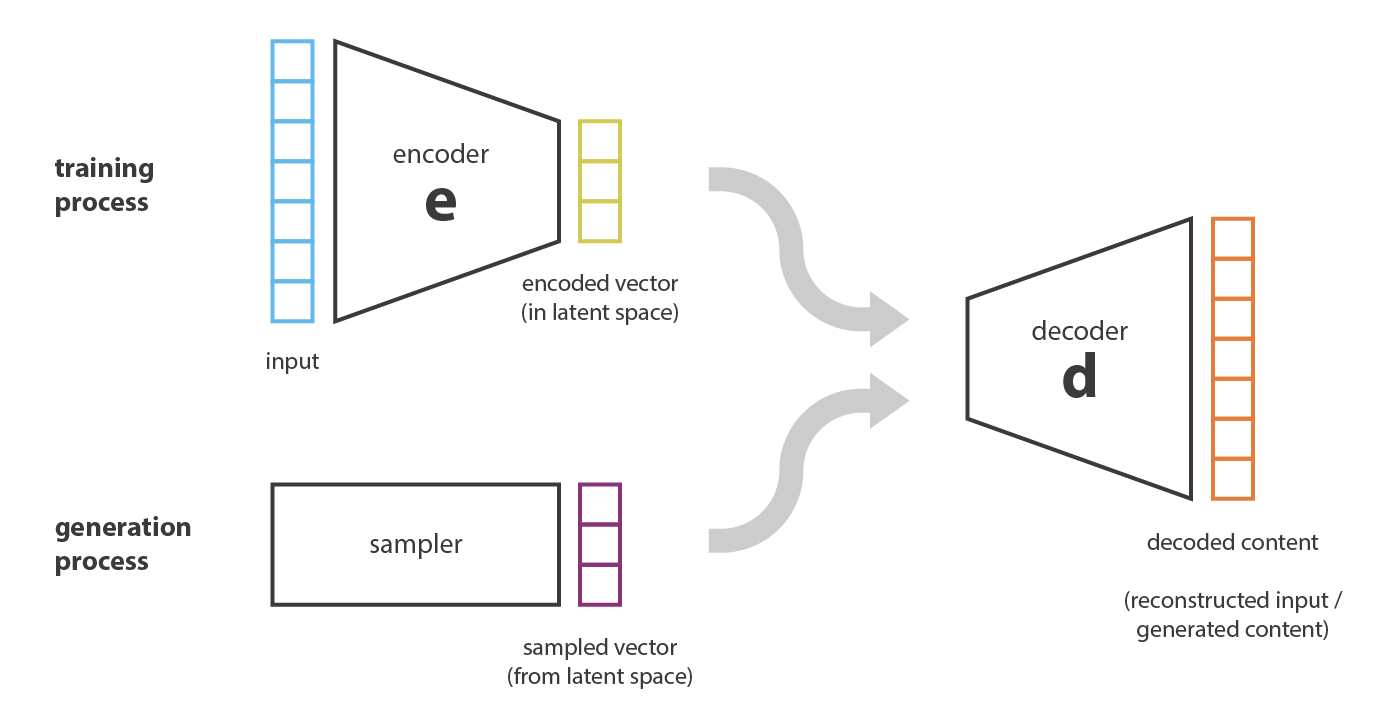 training
process
encoder
e
encoded vector
(in latent space)
input
decoder
d
generation
process
sampler
sampled vector
(from latent space)
decoded content
(reconstructed input /
generated content)